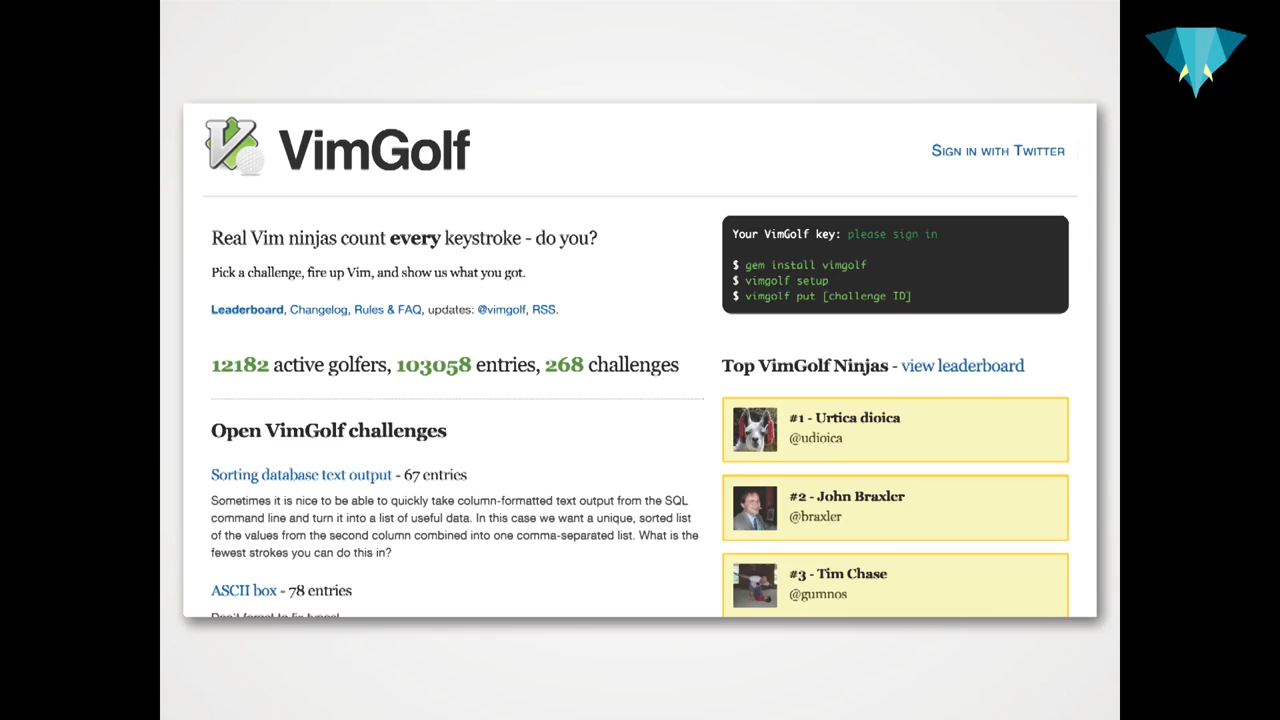 VimGolf
Sign in with Twitter
Real Vim ninjas count every keystroke - do you?
Pick a challenge, fire up Vim, and show us what you got.
Leaderboard, Changelog, Rules & FAQ, updates: @vimgolf, RSS.
12182 active golfers, 103058 entries, 268 challenges
Open VimGolf challenges
Sorting database text output - 67 entries
Sometimes it is nice to be able to quickly take column-formatted text output from the SQL
command line and turn it into a list of useful data. In this case we want a unique, sorted list
of the values from the second column combined into one comma-separated list. What is the
fewest strokes you can do this in?
ASCII box - 78 entries
Your VimGolf key: please sign in
$ gem install vimgolf
$ vimgolf setup
$ vimgolf put [challenge ID]
Top VimGolf Ninjas - view leaderboard
#1 - Urtica dioica
@udioica
#2 - John Braxler
@braxler
#3 - Tim Chase
@gumnos